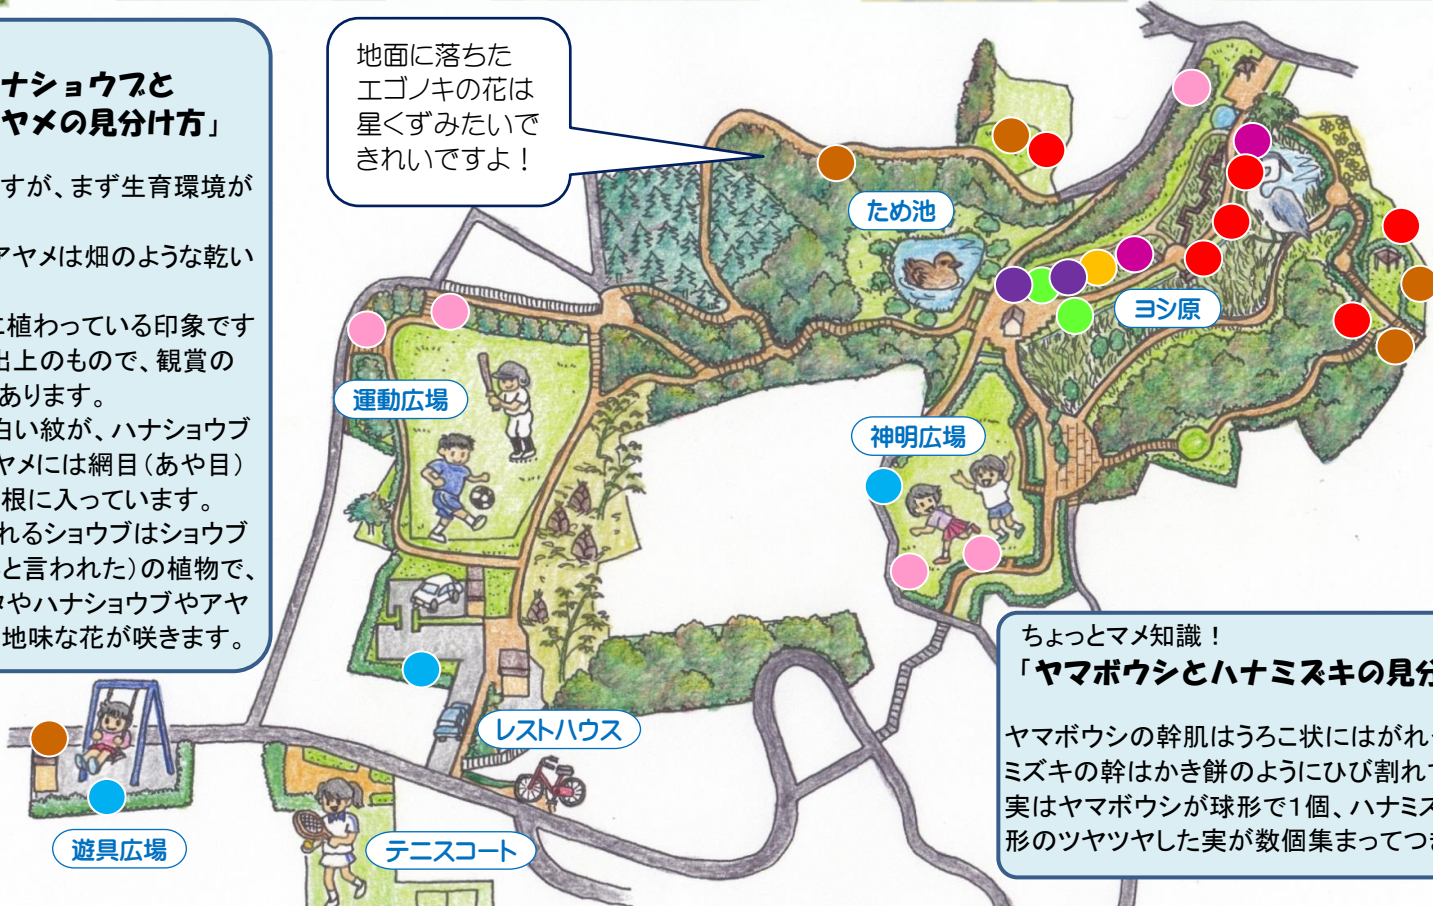 ナショウブと
ヤメの見分け方」
すが、まず生育環境が
アヤメは畑のような乾い
に植わっている印象です
出上のもので、観賞の
あります。
白い紋が、ハナショウブ
ヤメには網目(あや目)
根に入っています。
れるショウブはショウブ
と言われた)の植物で、
やハナショウブやアヤ
地味な花が咲きます。
地面に落ちた
エゴノキの花は
星くずみたいで
きれいですよ!
ため池
ヨシ原
運動広場
神明広場
レストハウス
遊具広場
テニスコート
ちょっとマメ知識!
「ヤマボウシとハナミズキの見分
ヤマボウシの幹肌はうろこ状にはがれ
ミズキの幹はかき餅のようにひび割れ
実はヤマボウシが球形で1個、ハナミズ
形のツヤツヤした実が数個集まってつ